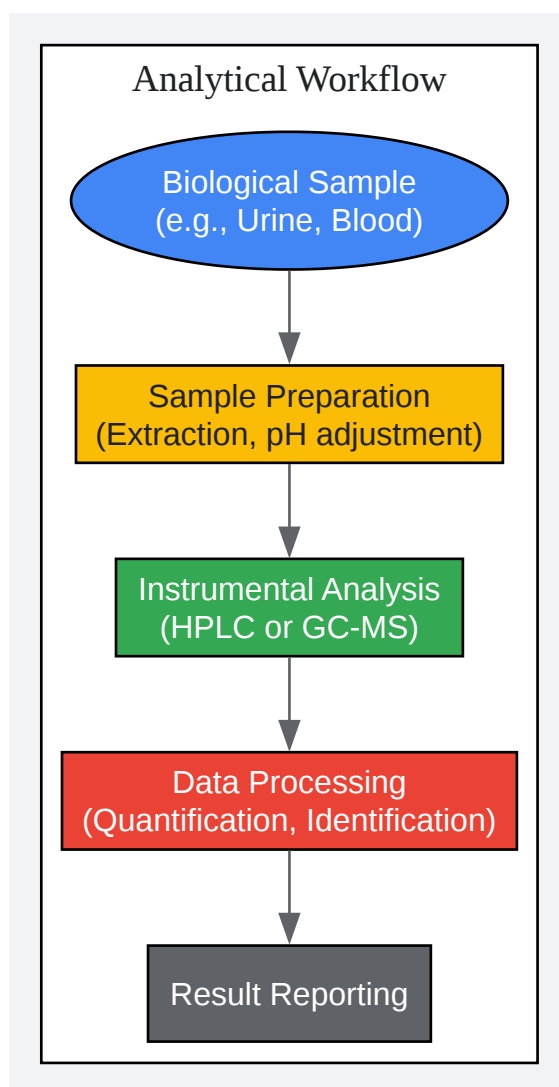 Analytical Workflow
Biological Sample
(e.g., Urine, Blood)
Sample Preparation
(Extraction, pH adjustment)
Instrumental Analysis
(HPLC or GC-MS)
Data Processing
(Quantification, Identification)
Result Reporting